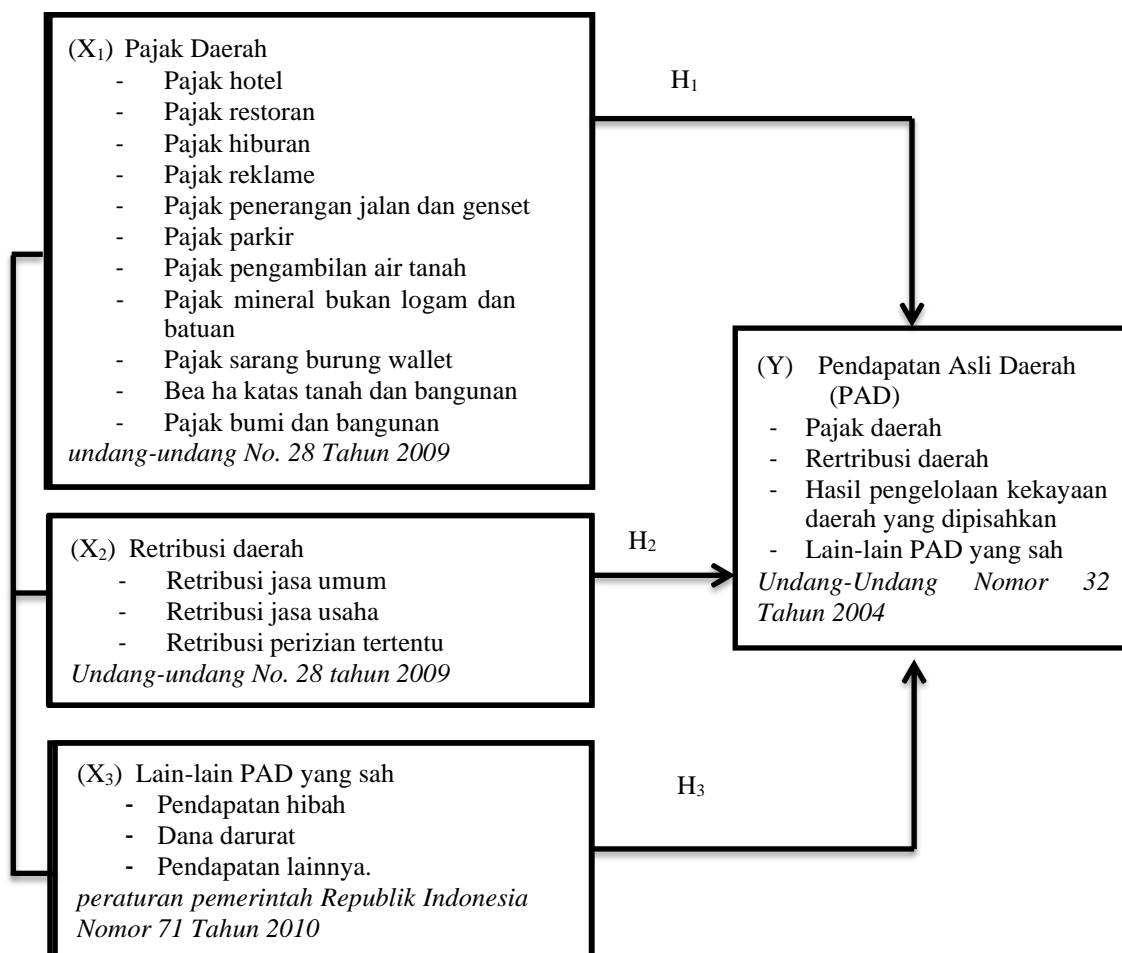 (X₁) Pajak Daerah
- Pajak hotel
- Pajak restoran
- Pajak hiburan
- Pajak reklame
- Pajak penerangan jalan dan genset
- Pajak parkir
- Pajak pengambilan air tanah
- Pajak mineral bukan logam dan
batuan
- Pajak sarang burung wallet
- Bea ha katas tanah dan bangunan
- Pajak bumi dan bangunan
undang-undang No. 28 Tahun 2009
H₁
(X₂) Retribusi daerah
- Retribusi jasa umum
- Retribusi jasa usaha
- Retribusi perizian tertentu
Undang-undang No. 28 tahun 2009
H₂
(X₃) Lain-lain PAD yang sah
- Pendapatan hibah
- Dana darurat
- Pendapatan lainnya.
peraturan pemerintah Republik Indonesia
Nomor 71 Tahun 2010
H₃
(Y) Pendapatan Asli Daerah
(PAD)
- Pajak daerah
- Rertribusi daerah
- Hasil pengelolaan kekayaan
daerah yang dipisahkan
- Lain-lain PAD yang sah
Undang-Undang Nomor 32
Tahun 2004